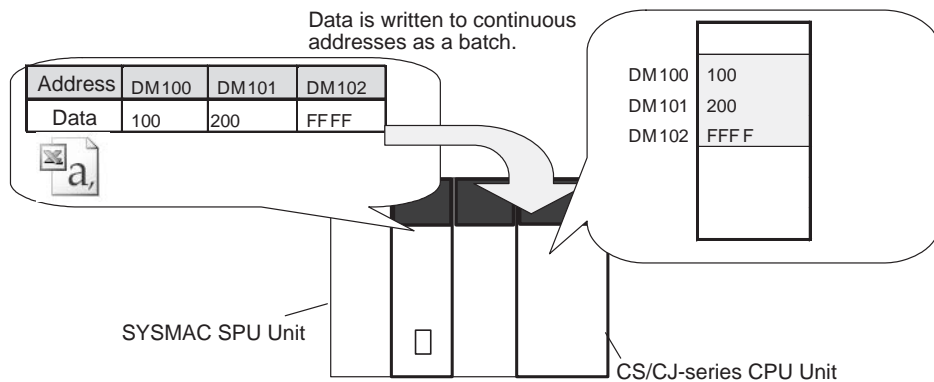 Data is written to continuous
addresses as a batch.
Address DM100 DM101 DM102
Data 100 200 FFFF
a,
DM100 100
DM101 200
DM102 FFFF
SYSMAC SPU Unit
CS/CJ-series CPU Unit